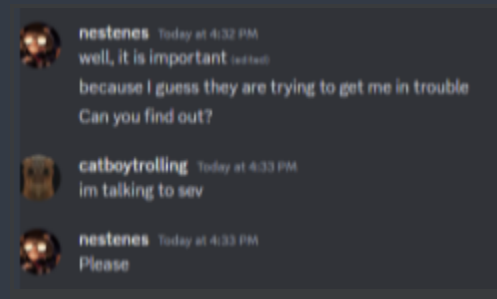 nestenes Today at 4:32 PM
well, it is important (edited)
because I guess they are trying to get me in trouble
Can you find out?
catboytrolling Today at 4:33 PM
im talking to sev
nestenes Today at 4:33 PM
Please